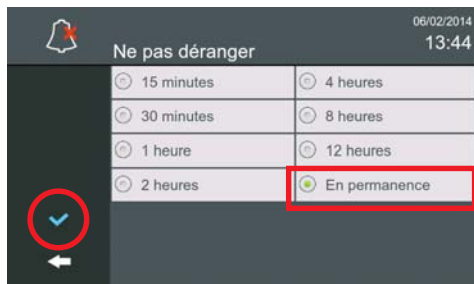 06/02/2014
13:44
Ne pas déranger
15 minutes
4 heures
30 minutes
8 heures
1 heure
12 heures
2 heures
En permanence